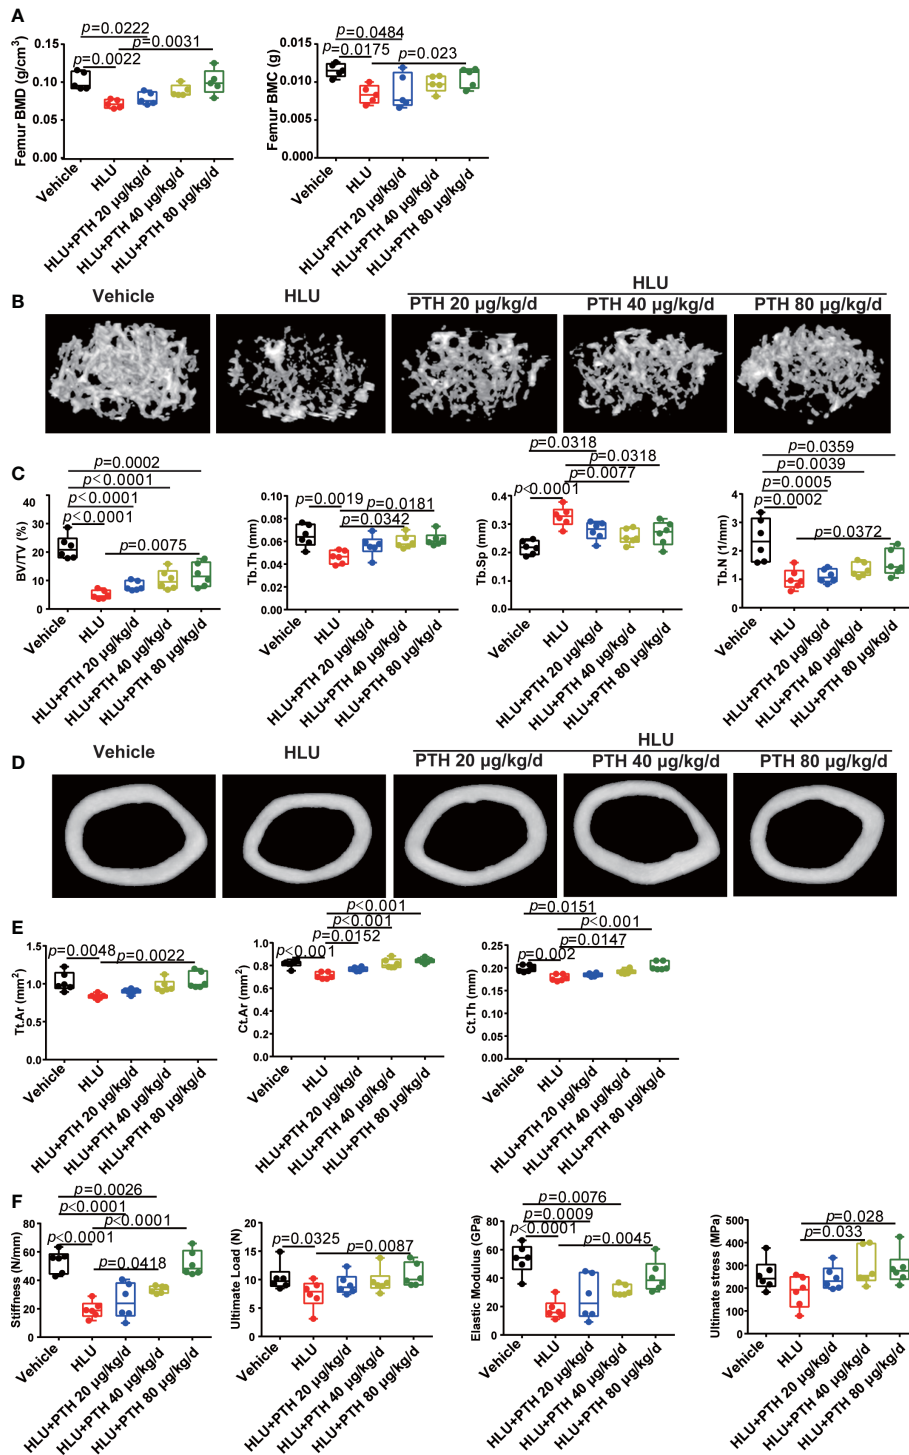 A
p=0.0222
p=0.0031
p=0.0022
Femur BMD (g/cm³)
0.15
0.10
0.05
0.00
Vehicle
HLU
HLU+PTH 20 µg/kg/d
HLU+PTH 40 µg/kg/d
HLU+PTH 80 µg/kg/d
p=0.0484
p=0.0175
p=0.023
Femur BMC (g)
0.015
0.010
0.005
0.000
Vehicle
HLU
HLU+PTH 20 µg/kg/d
HLU+PTH 40 µg/kg/d
HLU+PTH 80 µg/kg/d
B
Vehicle
HLU
HLU
PTH 20 µg/kg/d
PTH 40 µg/kg/d
PTH 80 µg/kg/d
C
p=0.0002
p<0.0001
p<0.0001
p<0.0001
p=0.0075
BV/TV (%)
40
30
20
10
0
Vehicle
HLU
HLU+PTH 20 µg/kg/d
HLU+PTH 40 µg/kg/d
HLU+PTH 80 µg/kg/d
p=0.0019
p=0.0181
p=0.0342
Tb.Th (mm)
0.10
0.08
0.06
0.04
0.02
0.00
Vehicle
HLU
HLU+PTH 20 µg/kg/d
HLU+PTH 40 µg/kg/d
HLU+PTH 80 µg/kg/d
p=0.0318
p=0.0318
p=0.0077
p<0.0001
Tb.Sp (mm)
0.4
0.3
0.2
0.1
0.0
Vehicle
HLU
HLU+PTH 20 µg/kg/d
HLU+PTH 40 µg/kg/d
HLU+PTH 80 µg/kg/d
p=0.0359
p=0.0039
p=0.0005
p=0.0002
p=0.0372
Tb.N (1/mm)
4
3
2
1
0
Vehicle
HLU
HLU+PTH 20 µg/kg/d
HLU+PTH 40 µg/kg/d
HLU+PTH 80 µg/kg/d
D
Vehicle
HLU
HLU
PTH 20 µg/kg/d
PTH 40 µg/kg/d
PTH 80 µg/kg/d
E
p=0.0048
p=0.0022
Tt.Ar (mm²)
1.5
1.0
0.5
0.0
Vehicle
HLU
HLU+PTH 20 µg/kg/d
HLU+PTH 40 µg/kg/d
HLU+PTH 80 µg/kg/d
p<0.001
p<0.001
p=0.0152
p<0.001
Ct.Ar (mm²)
1.0
0.8
0.6
0.4
0.2
0.0
Vehicle
HLU
HLU+PTH 20 µg/kg/d
HLU+PTH 40 µg/kg/d
HLU+PTH 80 µg/kg/d
p=0.0151
p<0.001
p=0.0147
p=0.002
Ct.Th (mm)
0.25
0.20
0.15
0.10
0.05
0.00
Vehicle
HLU
HLU+PTH 20 µg/kg/d
HLU+PTH 40 µg/kg/d
HLU+PTH 80 µg/kg/d
F
p=0.0026
p<0.0001
p<0.0001
p<0.0001
p=0.0418
Stiffness (N/mm)
80
60
40
20
0
Vehicle
HLU
HLU+PTH 20 µg/kg/d
HLU+PTH 40 µg/kg/d
HLU+PTH 80 µg/kg/d
p=0.0325
p=0.0087
Ultimate Load (N)
20
15
10
5
0
Vehicle
HLU
HLU+PTH 20 µg/kg/d
HLU+PTH 40 µg/kg/d
HLU+PTH 80 µg/kg/d
p=0.0076
p=0.0009
p<0.0001
p=0.0045
Elastic Modulus (GPa)
80
60
40
20
0
Vehicle
HLU
HLU+PTH 20 µg/kg/d
HLU+PTH 40 µg/kg/d
HLU+PTH 80 µg/kg/d
p=0.028
p=0.033
Ultimate stress (MPa)
500
400
300
200
100
0
Vehicle
HLU
HLU+PTH 20 µg/kg/d
HLU+PTH 40 µg/kg/d
HLU+PTH 80 µg/kg/d